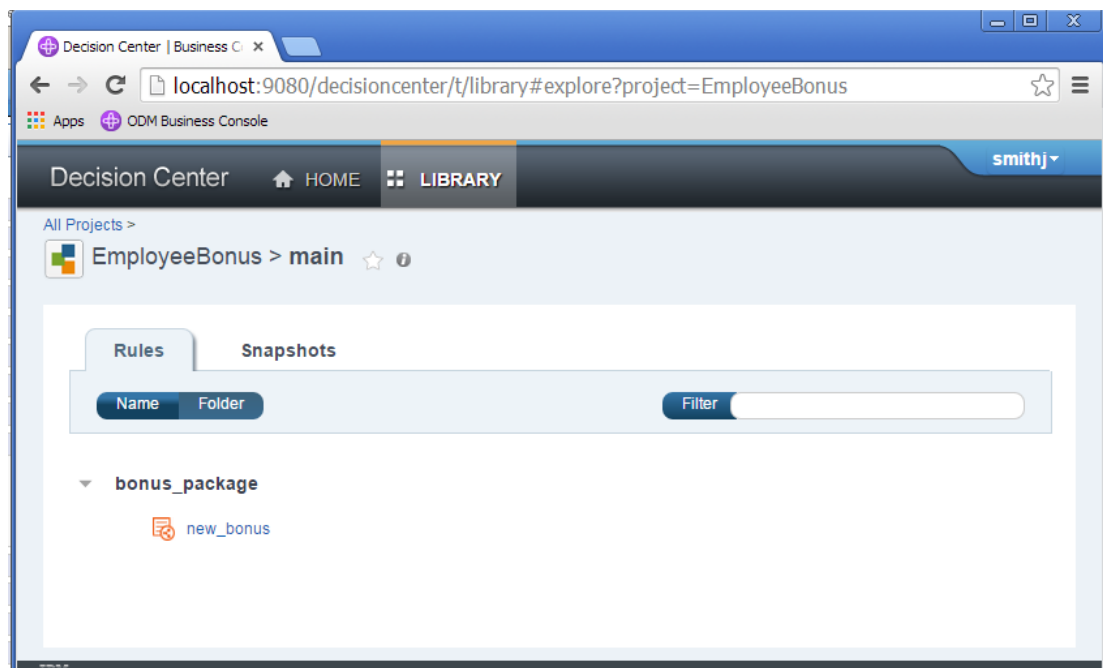 Decision Center | Business C
localhost:9080/decisioncenter/t/library#explore?project=EmployeeBonus
Apps ODM Business Console
Decision Center HOME LIBRARY smithj
All Projects >
EmployeeBonus > main
Rules Snapshots
Name Folder Filter
bonus_package
new_bonus